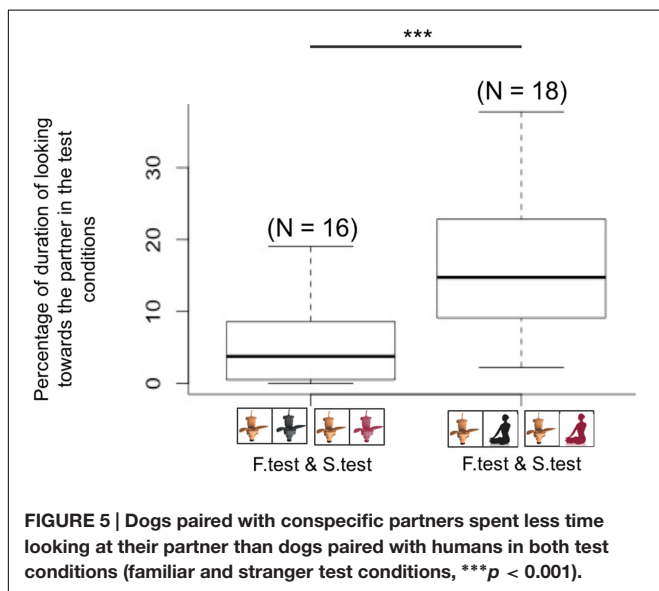 ***
(N = 18)
(N = 16)
Percentage of duration of looking
towards the partner in the test
conditions
30
20
10
0
F.test & S.test
F.test & S.test
FIGURE 5 | Dogs paired with conspecific partners spent less time
looking at their partner than dogs paired with humans in both test
conditions (familiar and stranger test conditions, ***p < 0.001).